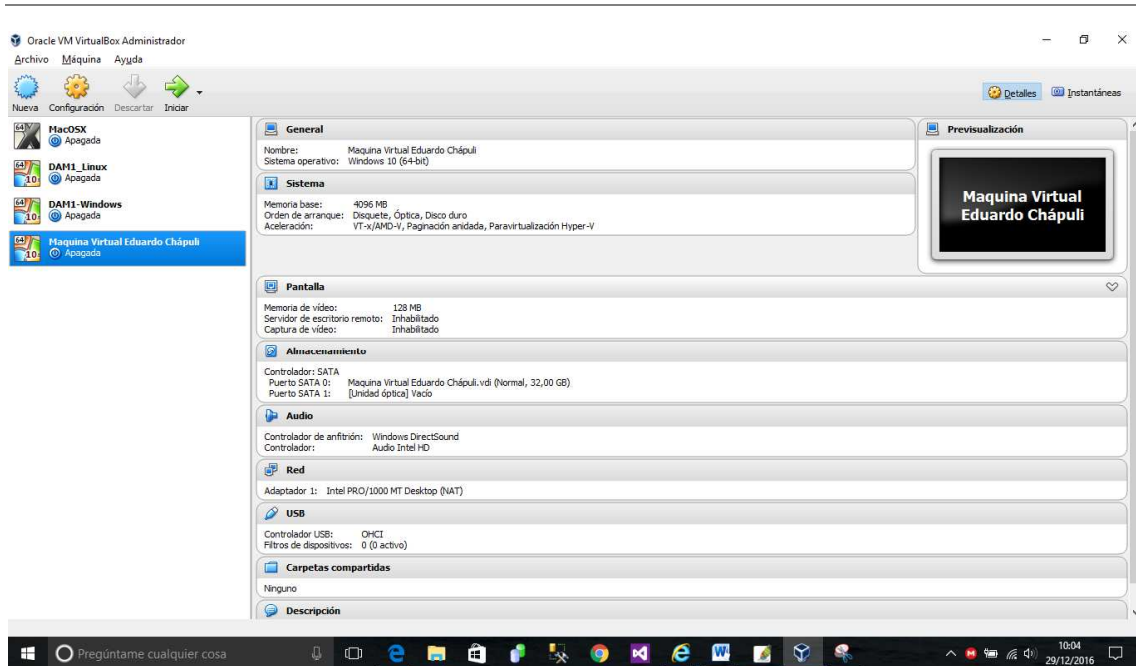 Oracle VM VirtualBox Administrador
Archivo Máquina Ayuda
Nueva Configuración Descartar Iniciar
Detalles Instantáneas
64 MacOSX
Apagada
64 DAM1_Linux
10 Apagada
64 DAM1-Windows
10 Apagada
64 Maquina Virtual Eduardo Chápuli
10 Apagada
General
Nombre: Maquina Virtual Eduardo Chápuli
Sistema operativo: Windows 10 (64-bit)
Sistema
Memoria base: 4096 MB
Orden de arranque: Disquete, Óptica, Disco duro
Aceleración: VT-x/AMD-V, Paginación anidada, Paravirtualización Hyper-V
Previsualización
Maquina Virtual
Eduardo Chápuli
Pantalla
Memoria de vídeo: 128 MB
Servidor de escritorio remoto: Inhabilitado
Captura de vídeo: Inhabilitado
Almacenamiento
Controlador: SATA
Puerto SATA 0: Maquina Virtual Eduardo Chápuli.vdi (Normal, 32,00 GB)
Puerto SATA 1: [Unidad óptica] Vacío
Audio
Controlador de anfitrión: Windows DirectSound
Controlador: Audio Intel HD
Red
Adaptador 1: Intel PRO/1000 MT Desktop (NAT)
USB
Controlador USB: OHCI
Filtros de dispositivos: 0 (0 activo)
Carpetas compartidas
Ninguno
Descripción
Pregúntame cualquier cosa
10:04
29/12/2016